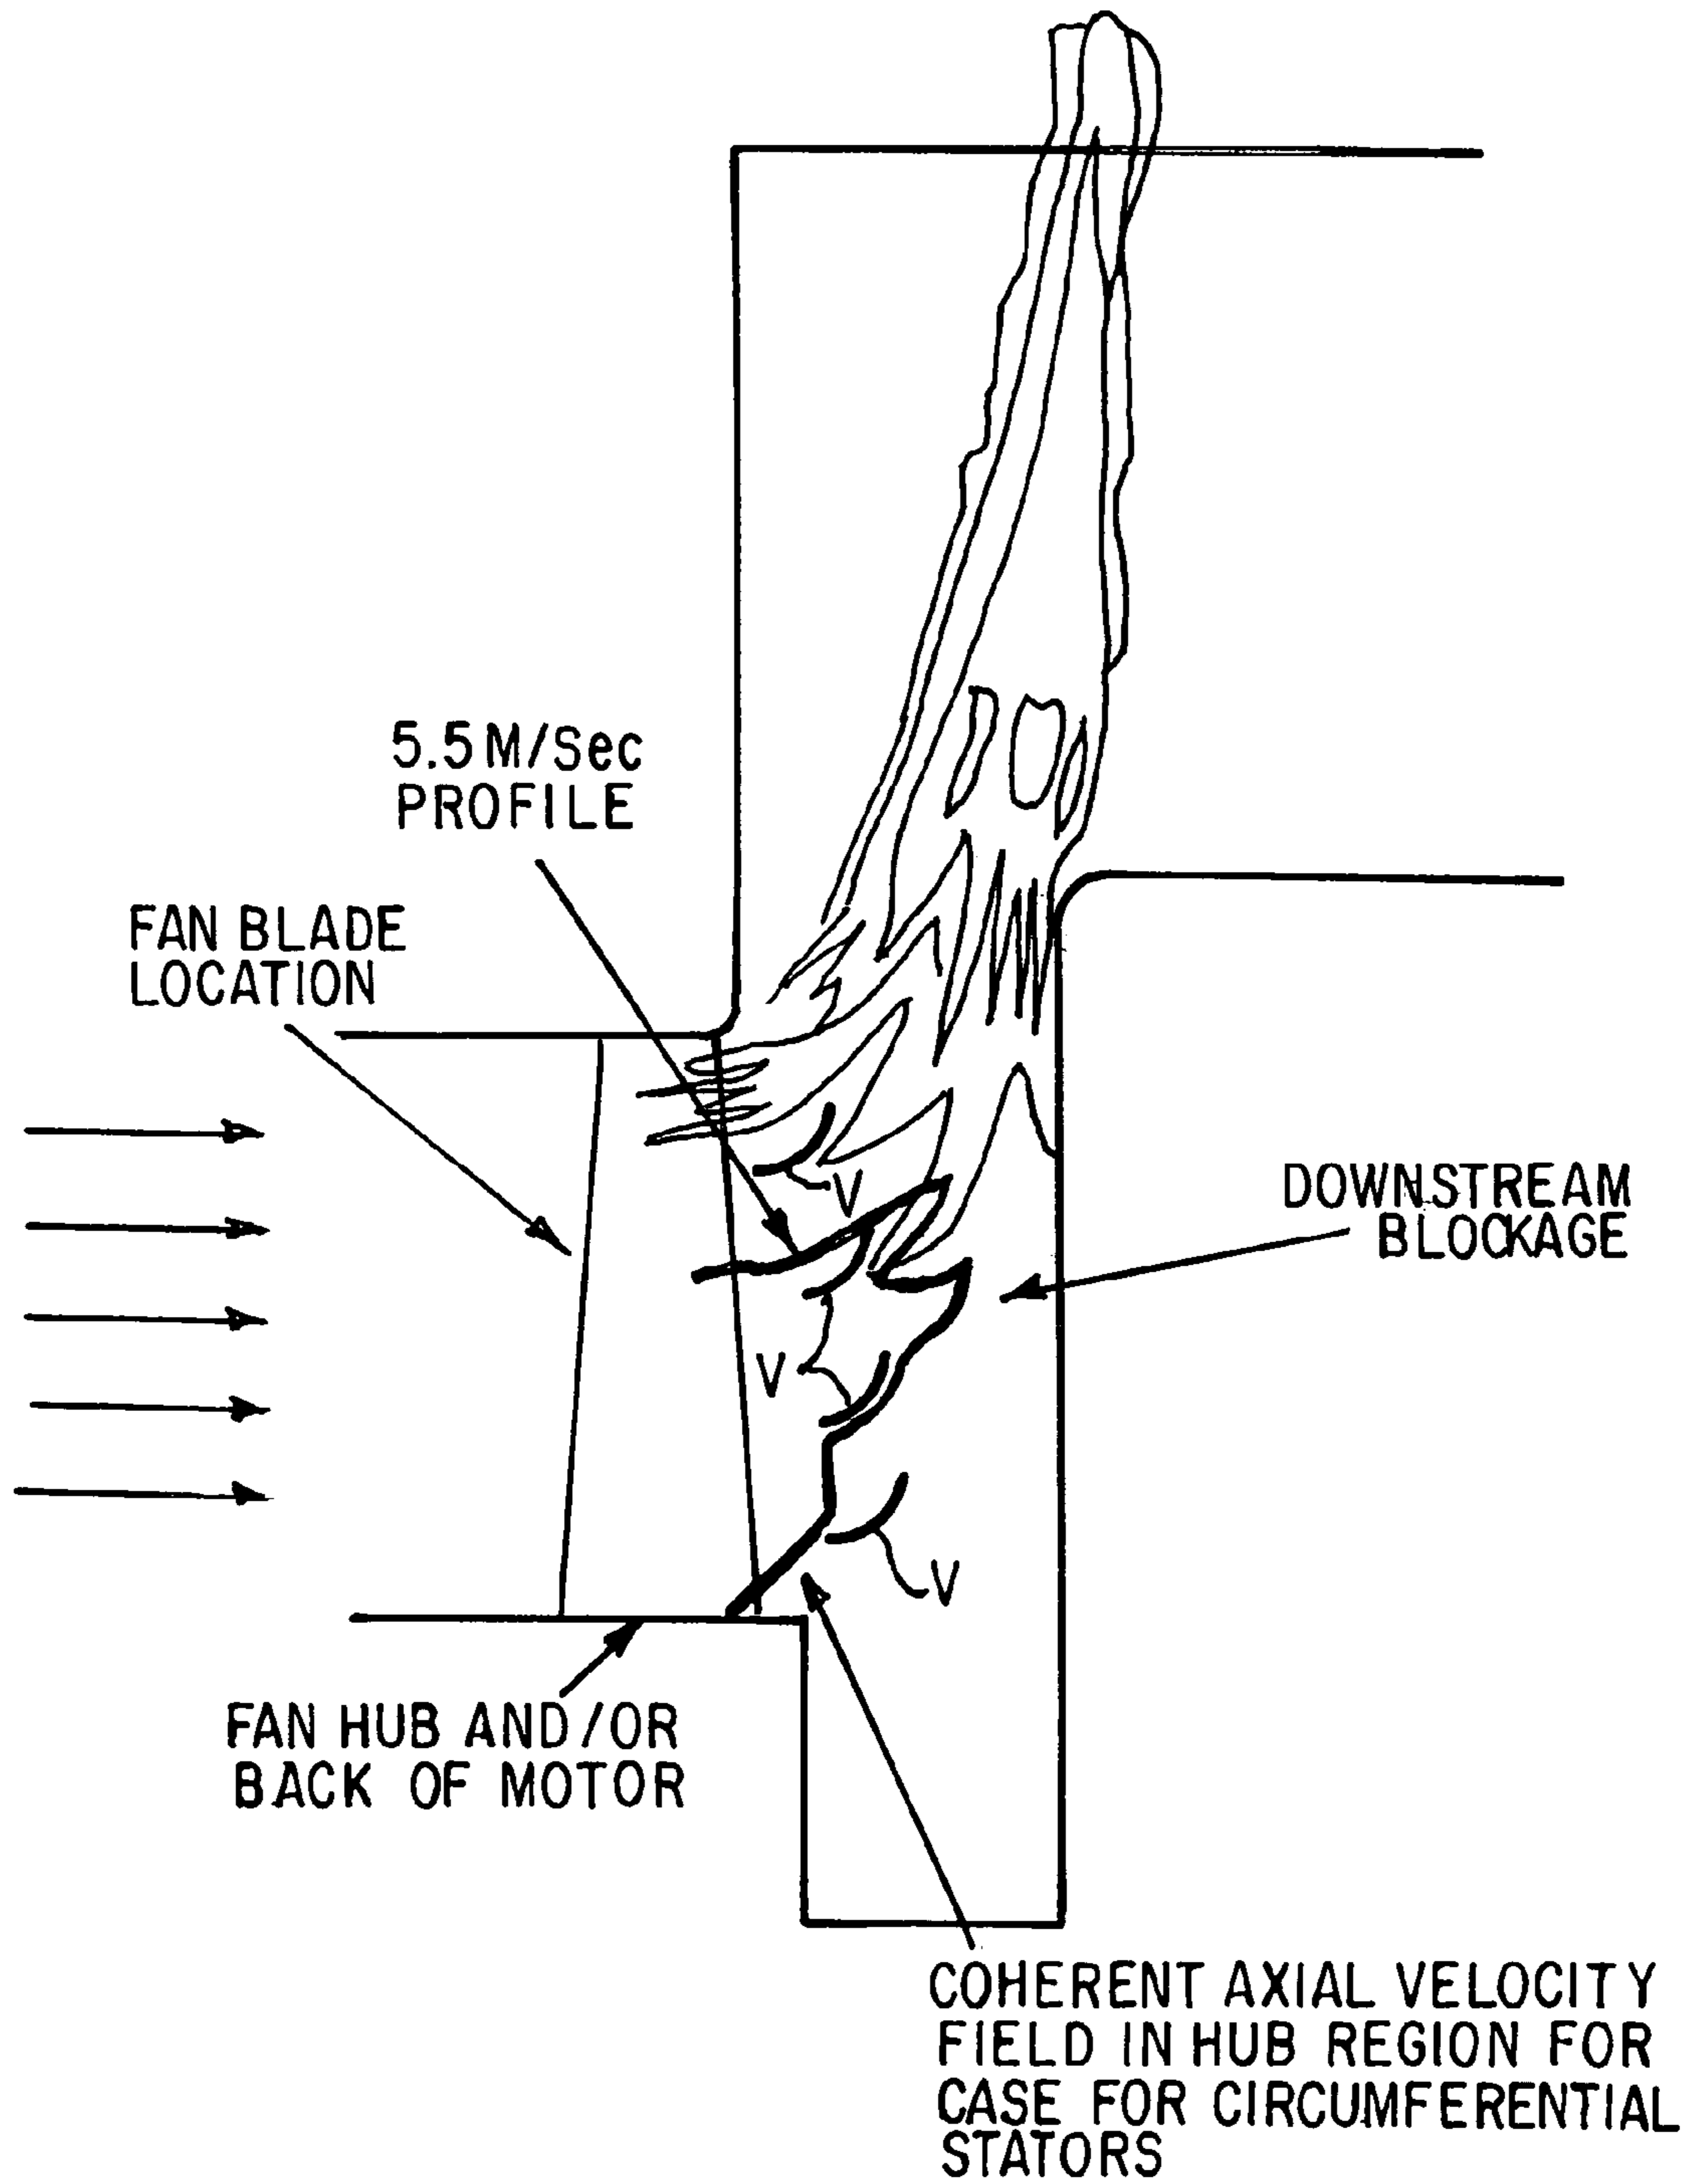 5.5 M/Sec
PROFILE
FAN BLADE
LOCATION
V
DOWNSTREAM
BLOCKAGE
V
V
FAN HUB AND/OR
BACK OF MOTOR
COHERENT AXIAL VELOCITY
FIELD IN HUB REGION FOR
CASE FOR CIRCUMFERENTIAL
STATORS